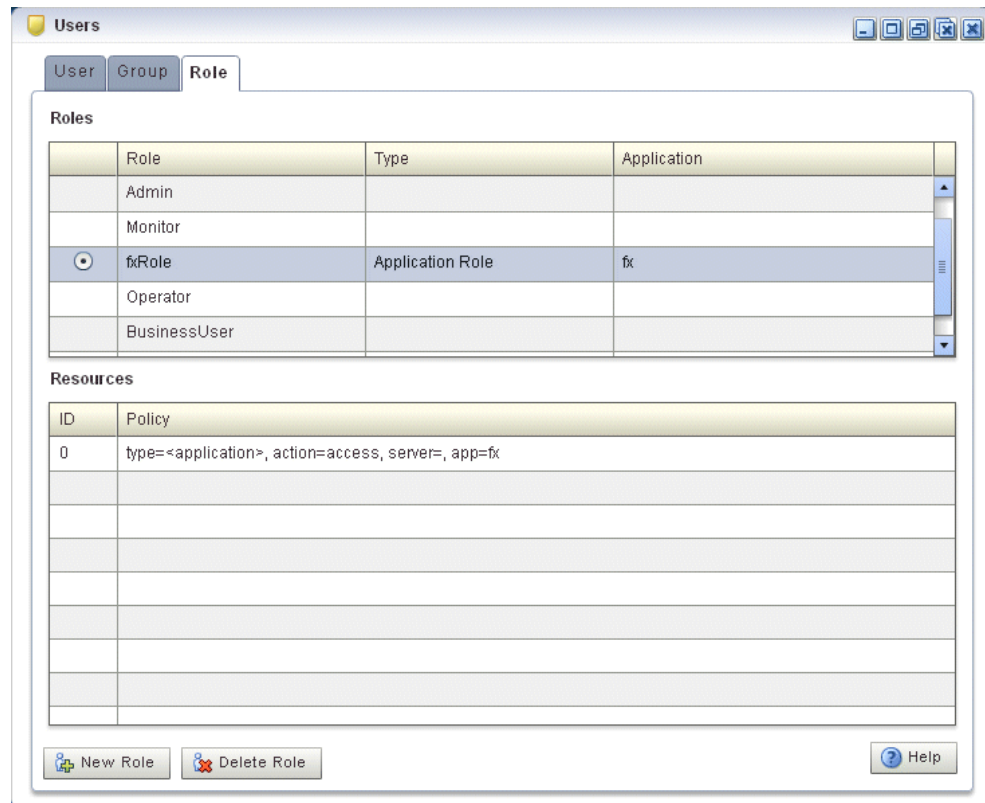 Users
User Group Role
Roles
Role Type Application
Admin
Monitor
fxRole Application Role fx
Operator
BusinessUser
Resources
ID Policy
0 type=<application>, action=access, server=, app=fx
New Role Delete Role Help